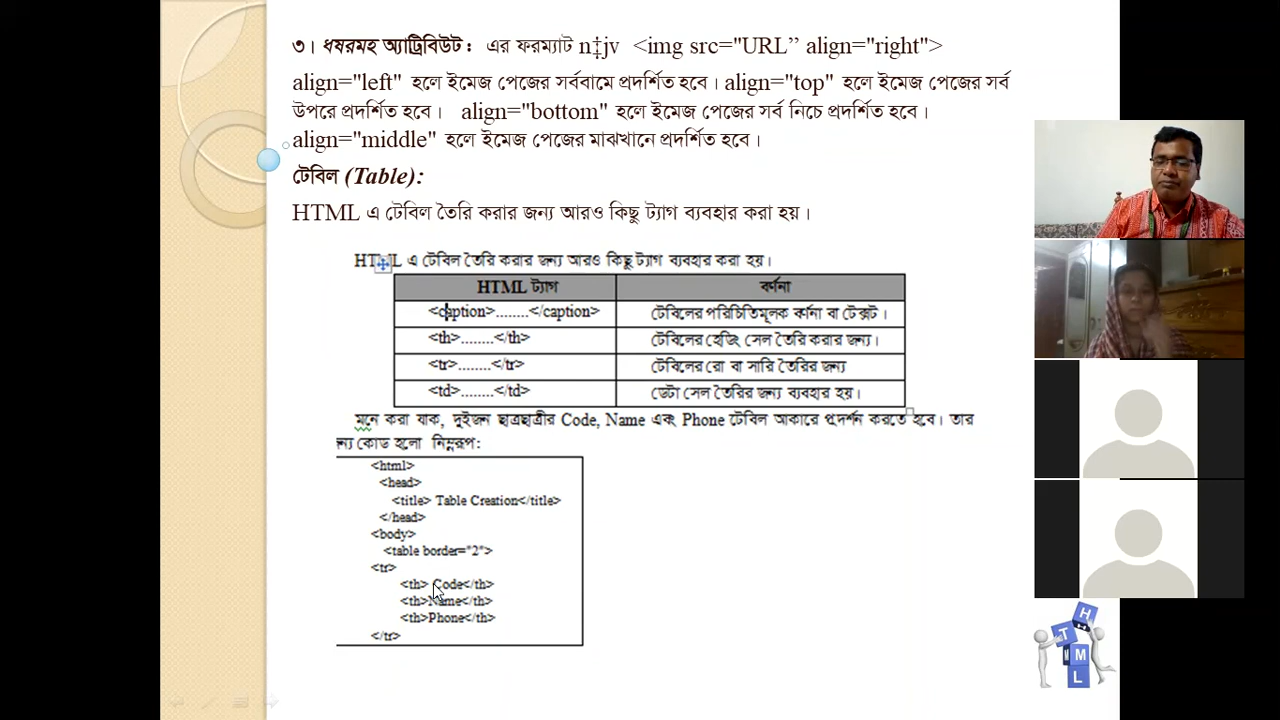 ৩। ধষরমহ অ্যাট্রিবিউট: এর ফরম্যাট n‡jv <img src="URL” align="right">
align="left" হলে ইমেজ পেজের সর্ববামে প্রদর্শিত হবে। align="top" হলে ইমেজ পেজের সর্ব
উপরে প্রদর্শিত হবে। align="bottom" হলে ইমেজ পেজের সর্ব নিচে প্রদর্শিত হবে।
align="middle" হলে ইমেজ পেজের মাঝখানে প্রদর্শিত হবে।
টেবিল (Table):
HTML এ টেবিল তৈরি করার জন্য আরও কিছু ট্যাগ ব্যবহার করা হয়।
HTML এ টেবিল তৈরি করার জন্য আরও কিছু ট্যাগ ব্যবহার করা হয়।
HTML ট্যাগ বর্ণনা
<caption>........</caption> টেবিলের পরিচিতিমূলক বর্ণনা বা টেক্সট।
<th>........</th> টেবিলের হেডিং সেল তৈরি করার জন্য।
<tr>........</tr> টেবিলের রো বা সারি তৈরির জন্য
<td>........</td> ডেটা সেল তৈরির জন্য ব্যবহার হয়।
মনে করা যাক, দুইজন ছাত্রছাত্রীর Code, Name এবং Phone টেবিল আকারে প্রদর্শন করতে হবে। তার
ন্য কোড হলো নিম্নরূপ:
<html>
<head>
<title> Table Creation</title>
</head>
<body>
<table border="2">
<tr>
<th> Code</th>
<th>Name</th>
<th>Phone</th>
</tr>
H
T
M
L